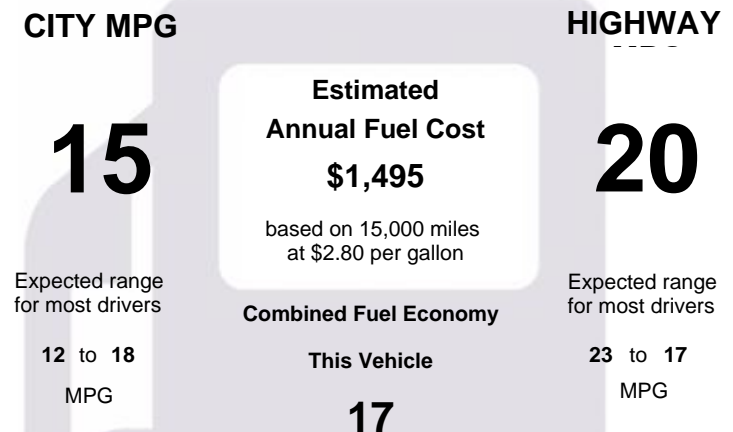 CITY MPG
15
Expected range
for most drivers
12 to 18
MPG
Estimated
Annual Fuel Cost
$1,495
based on 15,000 miles
at $2.80 per gallon
Combined Fuel Economy
This Vehicle
17
HIGHWAY
20
Expected range
for most drivers
23 to 17
MPG